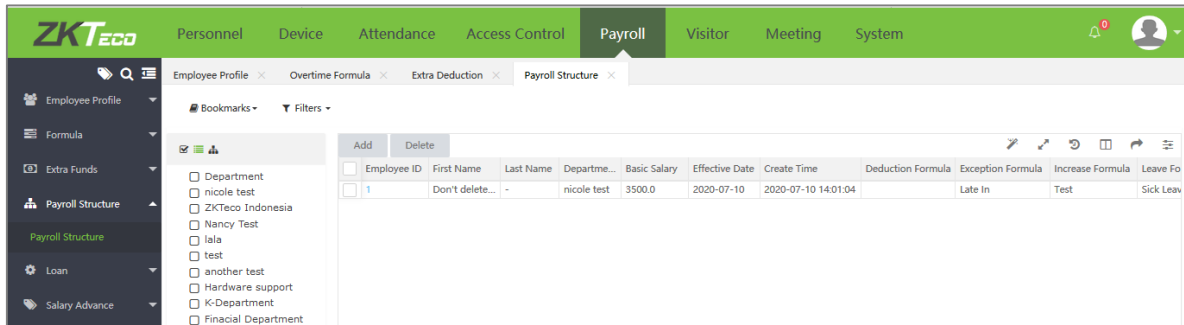 ZKTeco Personnel Device Attendance Access Control Payroll Visitor Meeting System 0
Employee Profile Overtime Formula Extra Deduction Payroll Structure
Employee Profile
Formula
Extra Funds
Payroll Structure
Payroll Structure
Loan
Salary Advance
Bookmarks Filters
Department
nicole test
ZKTeco Indonesia
Nancy Test
lala
test
another test
Hardware support
K-Department
Finacial Department
Add Delete
Employee ID First Name Last Name Departme... Basic Salary Effective Date Create Time Deduction Formula Exception Formula Increase Formula Leave Fo
1 Don't delete... - nicole test 3500.0 2020-07-10 2020-07-10 14:01:04 Late In Test Sick Leav